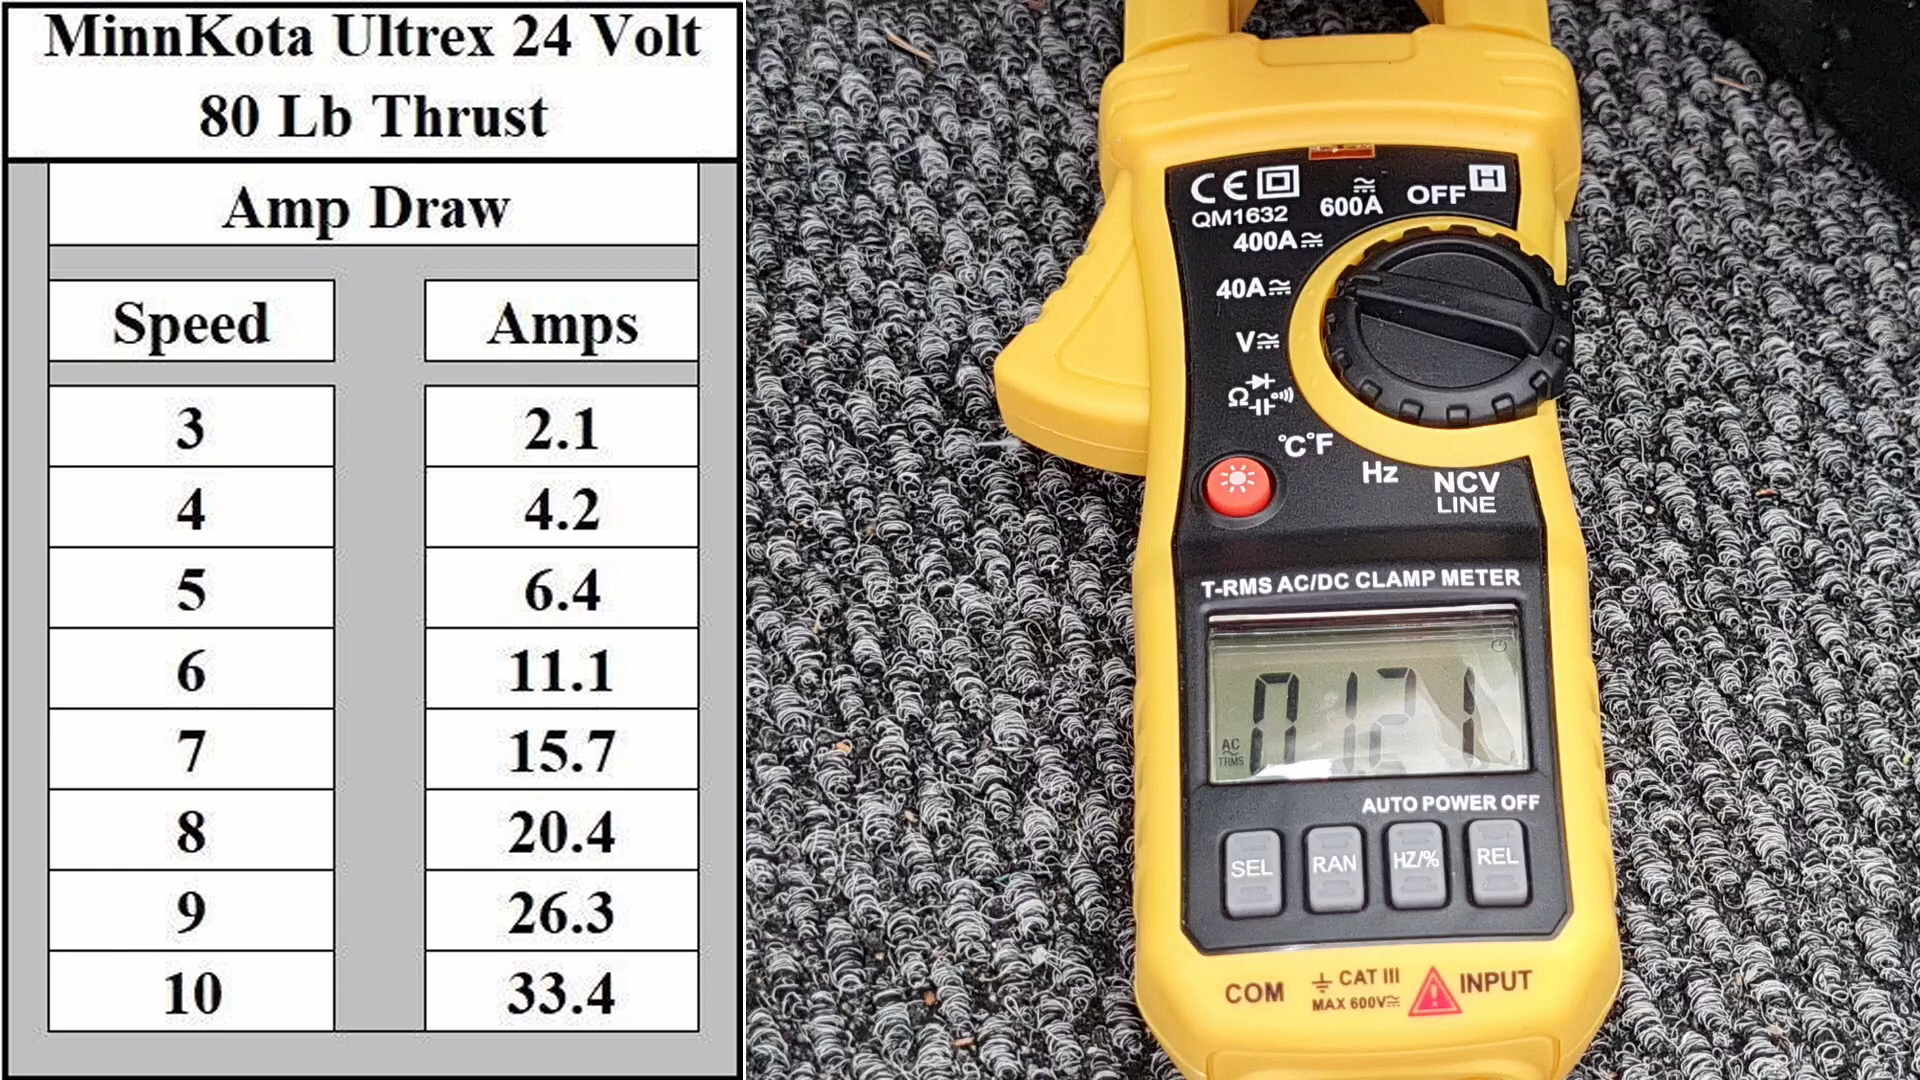 MinnKota Ultrex 24 Volt
80 Lb Thrust
Amp Draw
Speed Amps
3 2.1
4 4.2
5 6.4
6 11.1
7 15.7
8 20.4
9 26.3
10 33.4
CE
QM1632
600A
OFF
H
400A
40A
V
Ω
°C°F
Hz
NCV
LINE
T-RMS AC/DC CLAMP METER
AC
TRMS
AUTO POWER OFF
SEL RAN HZ/% REL
COM
CAT III
MAX 600V
INPUT